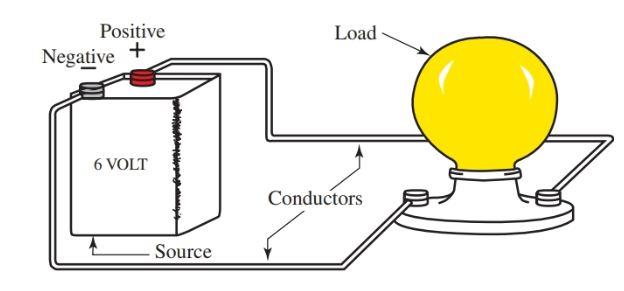 Positive
+
Negative
−
Load
6 VOLT
Conductors
Source